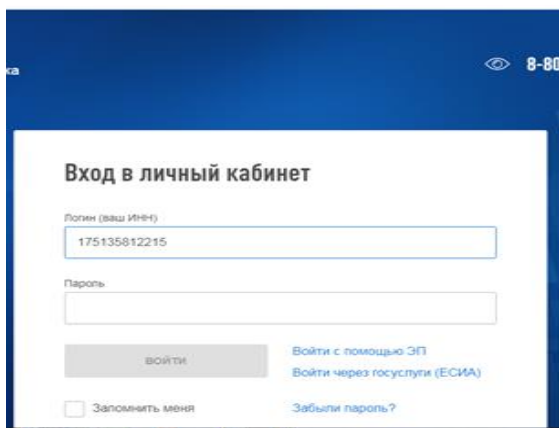 ка
8-80
Вход в личный кабинет
Логин (ваш ИНН)
175135812215
Пароль
ВОЙТИ
Войти с помощью ЭП
Войти через госуслуги (ЕСИА)
Запомнить меня
Забыли пароль?